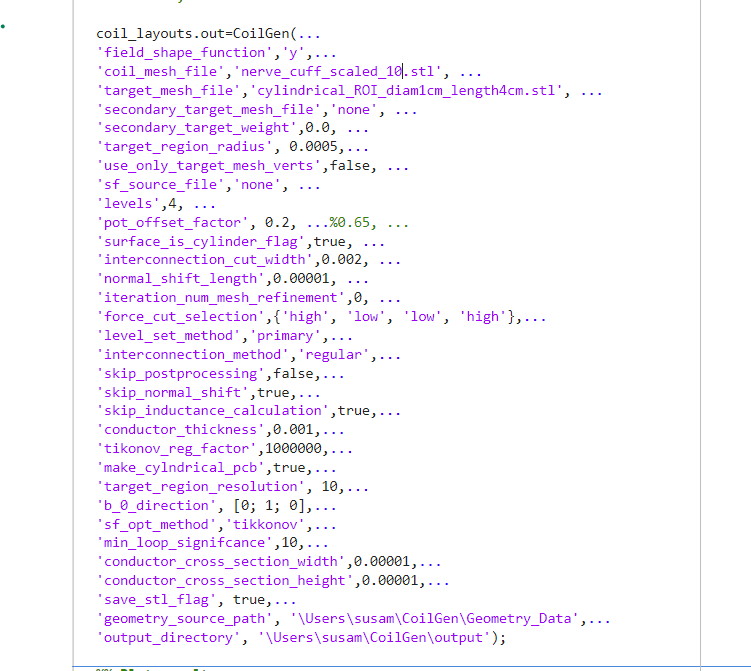 coil_layouts.out=CoilGen(...
'field_shape_function','y',...
'coil_mesh_file','nerve_cuff_scaled_10.stl', ...
'target_mesh_file','cylindrical_ROI_diam1cm_length4cm.stl', ...
'secondary_target_mesh_file','none', ...
'secondary_target_weight',0.0, ...
'target_region_radius', 0.0005,...
'use_only_target_mesh_verts',false, ...
'sf_source_file','none', ...
'levels',4, ...
'pot_offset_factor', 0.2, ...%0.65, ...
'surface_is_cylinder_flag',true, ...
'interconnection_cut_width',0.002, ...
'normal_shift_length',0.00001, ...
'iteration_num_mesh_refinement',0, ...
'force_cut_selection',{'high', 'low', 'low', 'high'},...
'level_set_method','primary',...
'interconnection_method','regular',...
'skip_postprocessing',false,...
'skip_normal_shift',true,...
'skip_inductance_calculation',true,...
'conductor_thickness',0.001,...
'tikonov_reg_factor',1000000,...
'make_cylndrical_pcb',true,...
'target_region_resolution', 10,...
'b_0_direction', [0; 1; 0],...
'sf_opt_method','tikkonov',...
'min_loop_signifcance',10,...
'conductor_cross_section_width',0.00001,...
'conductor_cross_section_height',0.00001,...
'save_stl_flag', true,...
'geometry_source_path', '\Users\susam\CoilGen\Geometry_Data',...
'output_directory', '\Users\susam\CoilGen\output');